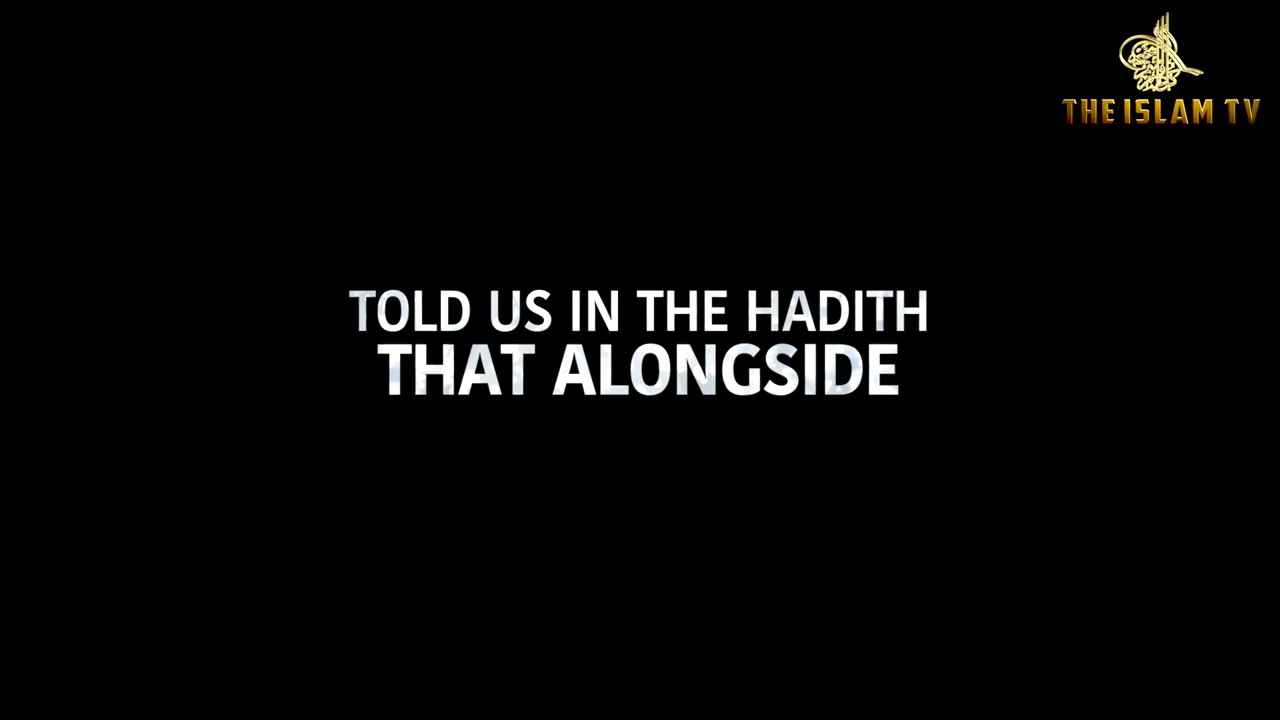 THE ISLAM TV
TOLD US IN THE HADITH
THAT ALONGSIDE